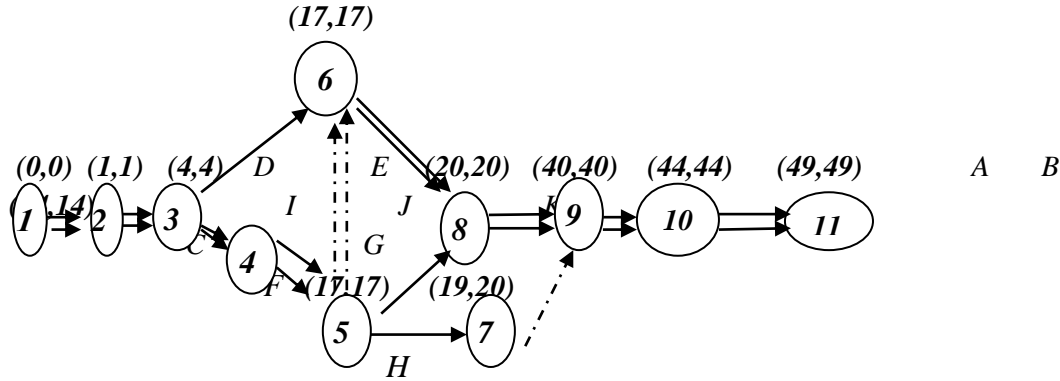 (17,17)
6
(0,0) (1,1) (4,4) D E (20,20) (40,40) (44,44) (49,49) A B
,14) I J
1 2 3 8 9 10 11
C 4 G
F (17,17) (19,20)
5 7
H